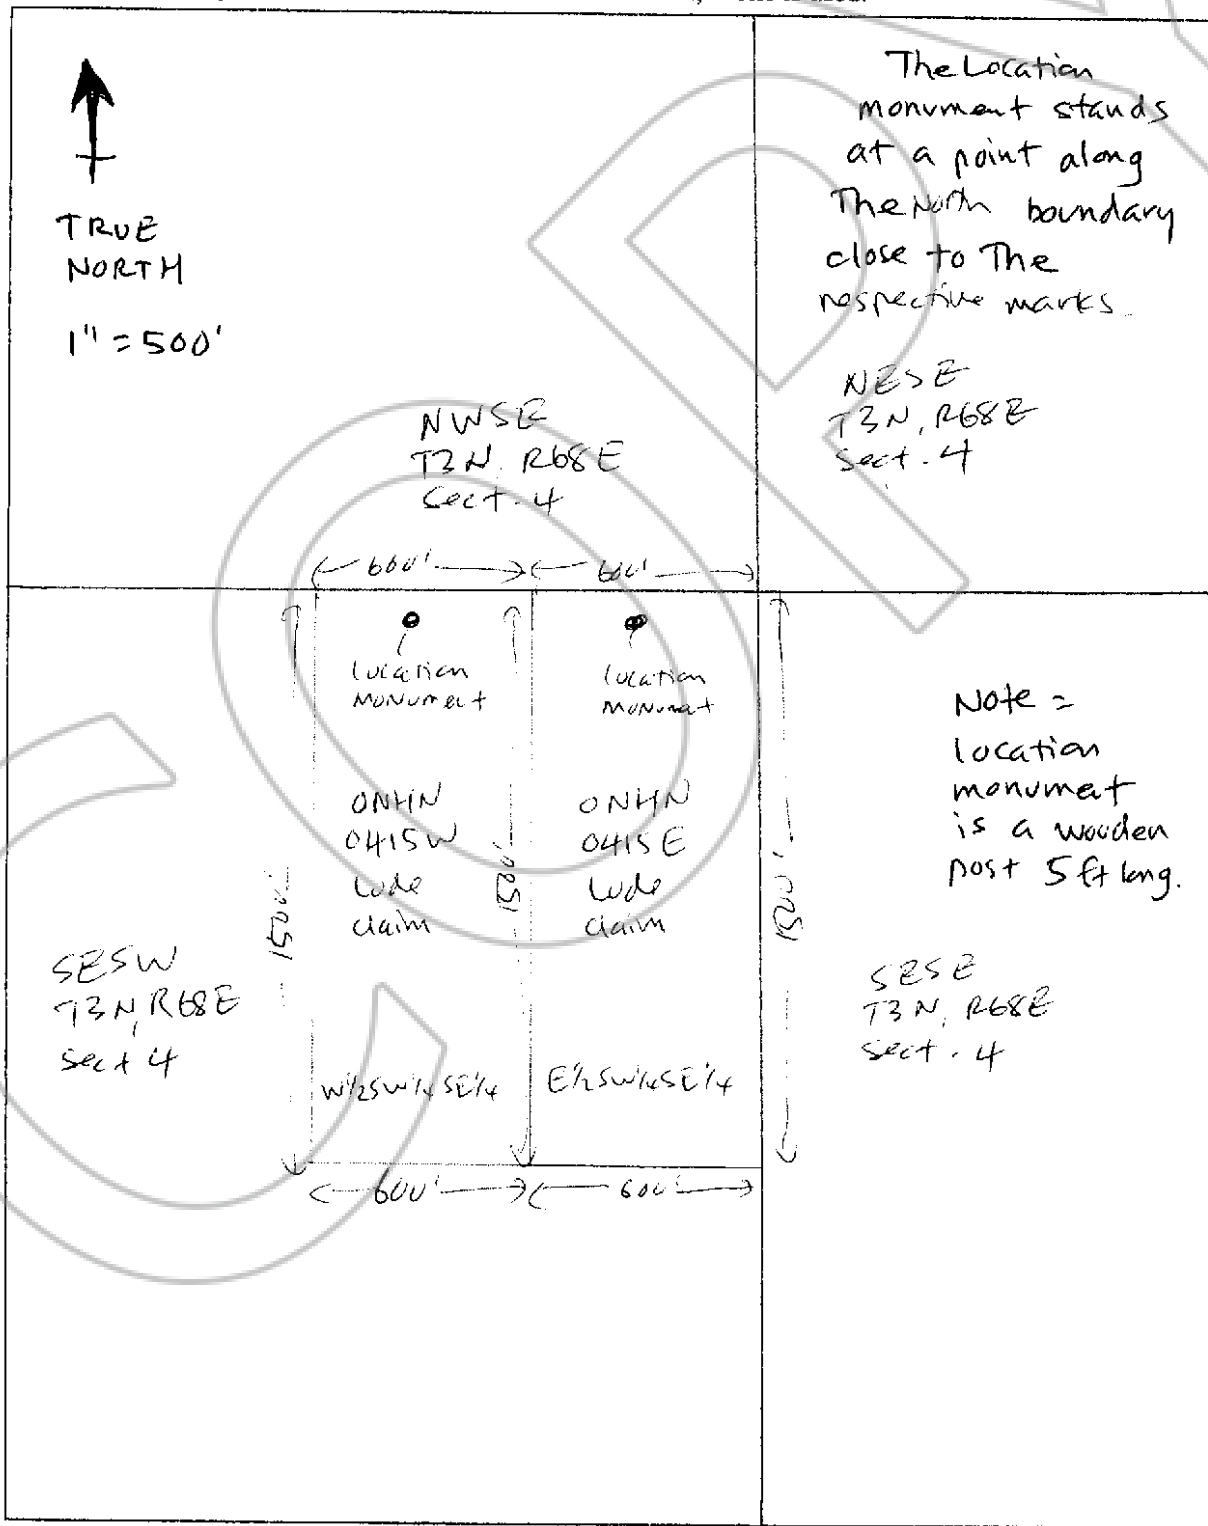 TRUE
NORTH
1" = 500'
The Location
monument stands
at a point along
The North boundary
close to The
respective marks.
NWSE
T3N, R68E
Sect. 4
NESE
T3N, R68E
Sect. 4
600' 600'
location
Monument
location
Monument
ONHN
0415W
Lode
claim
ONHN
0415E
Lode
claim
1500'
1500'
1500'
Note =
location
monument
is a wooden
post 5 ft long.
SESW
T3N, R68E
Sect 4
SESE
T3N, R68E
Sect. 4
W½SW¼SE¼
E½SW¼SE¼
600' 600'
COPY